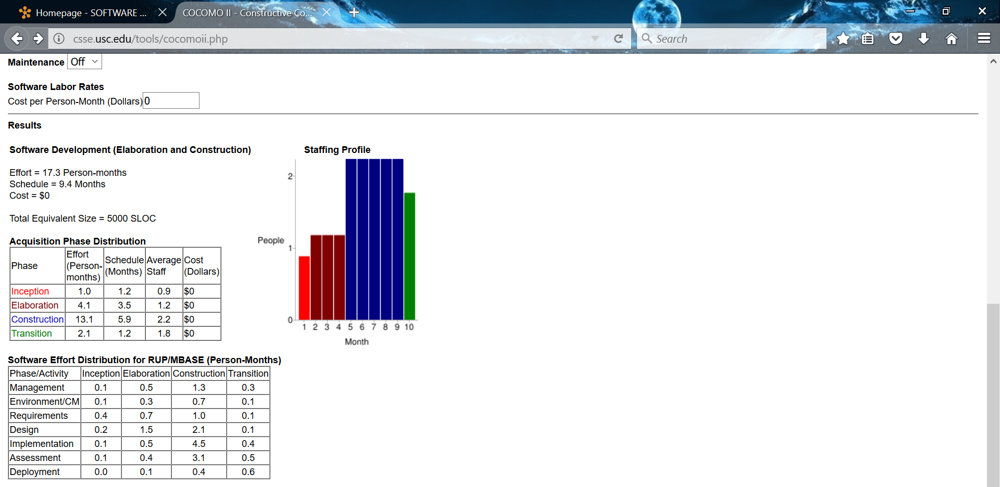 Homepage - SOFTWARE ...
COCOMO II - Constructive Co...
csse.usc.edu/tools/cocomoii.php
Search
Maintenance Off
Software Labor Rates
Cost per Person-Month (Dollars) 0
Results
Software Development (Elaboration and Construction)
Effort = 17.3 Person-months
Schedule = 9.4 Months
Cost = $0
Total Equivalent Size = 5000 SLOC
Acquisition Phase Distribution
Phase Effort (Person-months) Schedule (Months) Average Staff Cost (Dollars)
Inception 1.0 1.2 0.9 $0
Elaboration 4.1 3.5 1.2 $0
Construction 13.1 5.9 2.2 $0
Transition 2.1 1.2 1.8 $0
Staffing Profile
2
People
1
0
1 2 3 4 5 6 7 8 9 10
Month
Software Effort Distribution for RUP/MBASE (Person-Months)
Phase/Activity Inception Elaboration Construction Transition
Management 0.1 0.5 1.3 0.3
Environment/CM 0.1 0.3 0.7 0.1
Requirements 0.4 0.7 1.0 0.1
Design 0.2 1.5 2.1 0.1
Implementation 0.1 0.5 4.5 0.4
Assessment 0.1 0.4 3.1 0.5
Deployment 0.0 0.1 0.4 0.6